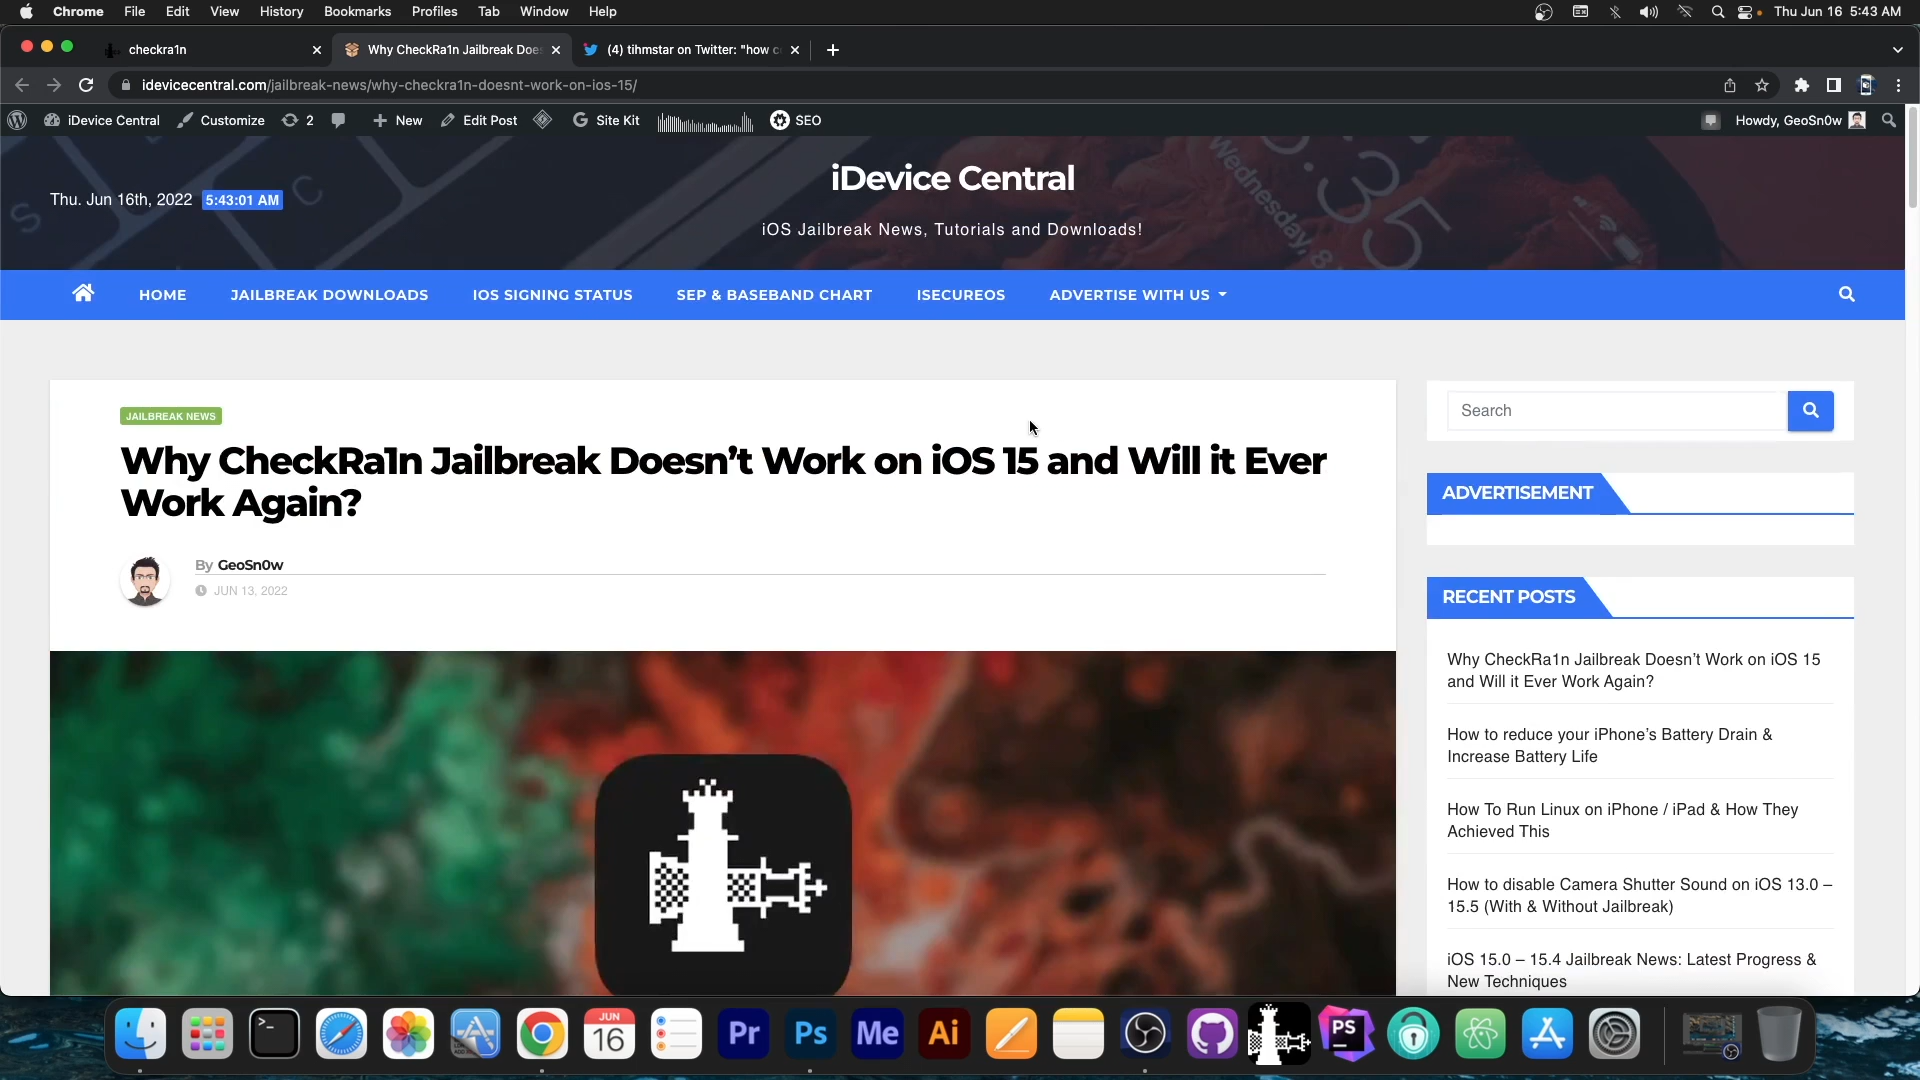 Chrome File Edit View History Bookmarks Profiles Tab Window Help
Thu Jun 16 5:43 AM
checkra1n
Why CheckRa1n Jailbreak Does
(4) tihmstar on Twitter: "how c
idevicecentral.com/jailbreak-news/why-checkra1n-doesnt-work-on-ios-15/
iDevice Central Customize 2 New Edit Post Site Kit SEO
Howdy, GeoSn0w
iDevice Central
Thu. Jun 16th, 2022 5:43:01 AM
iOS Jailbreak News, Tutorials and Downloads!
HOME JAILBREAK DOWNLOADS IOS SIGNING STATUS SEP & BASEBAND CHART ISECUREOS ADVERTISE WITH US
JAILBREAK NEWS
Why CheckRa1n Jailbreak Doesn't Work on iOS 15 and Will it Ever
Work Again?
By GeoSn0w
JUN 13, 2022
Search
ADVERTISEMENT
RECENT POSTS
Why CheckRa1n Jailbreak Doesn't Work on iOS 15
and Will it Ever Work Again?
How to reduce your iPhone's Battery Drain &
Increase Battery Life
How To Run Linux on iPhone / iPad & How They
Achieved This
How to disable Camera Shutter Sound on iOS 13.0 –
15.5 (With & Without Jailbreak)
iOS 15.0 – 15.4 Jailbreak News: Latest Progress &
New Techniques
JUN
16
Pr
Ps
Me
Ai
PS